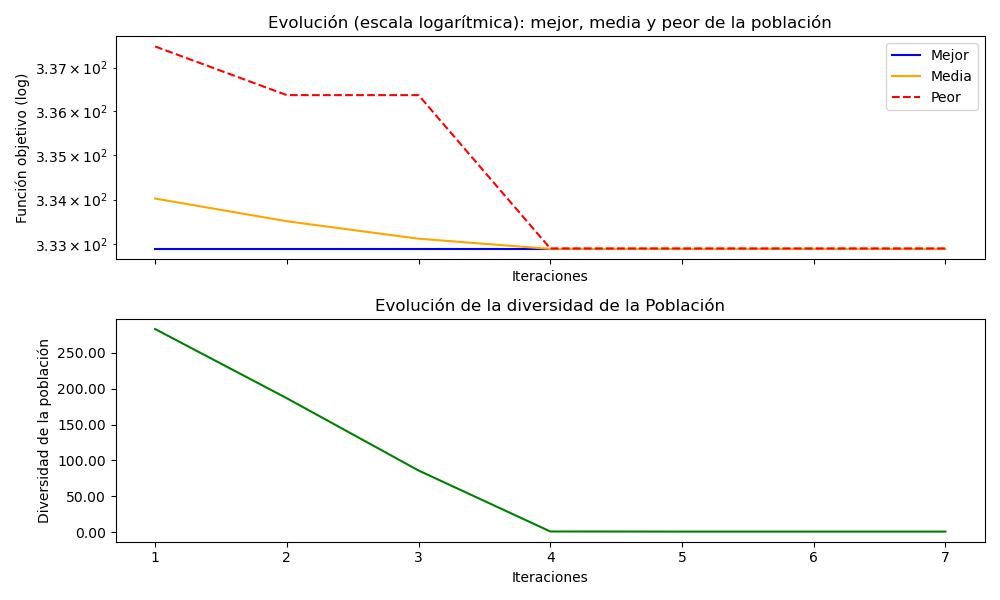 Evolución (escala logarítmica): mejor, media y peor de la población
Función objetivo (log)
3.37 × 10²
3.36 × 10²
3.35 × 10²
3.34 × 10²
3.33 × 10²
Mejor
Media
Peor
Iteraciones
Evolución de la diversidad de la Población
Diversidad de la población
250.00
200.00
150.00
100.00
50.00
0.00
1 2 3 4 5 6 7
Iteraciones